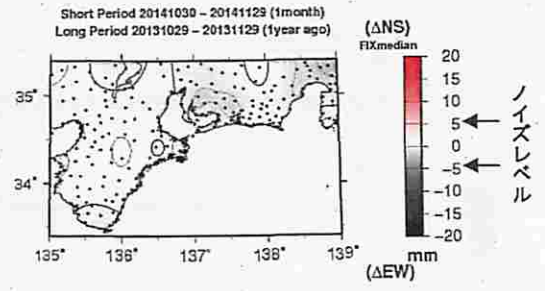 Short Period 20141030 – 20141129 (1month)
Long Period 20131029 – 20131129 (1year ago)
(ΔNS)
FIXmedian
20
15
10
5
0
−5
−10
−15
−20
mm
(ΔEW)
ノイズレベル
35°
34°
135°
136°
137°
138°
139°